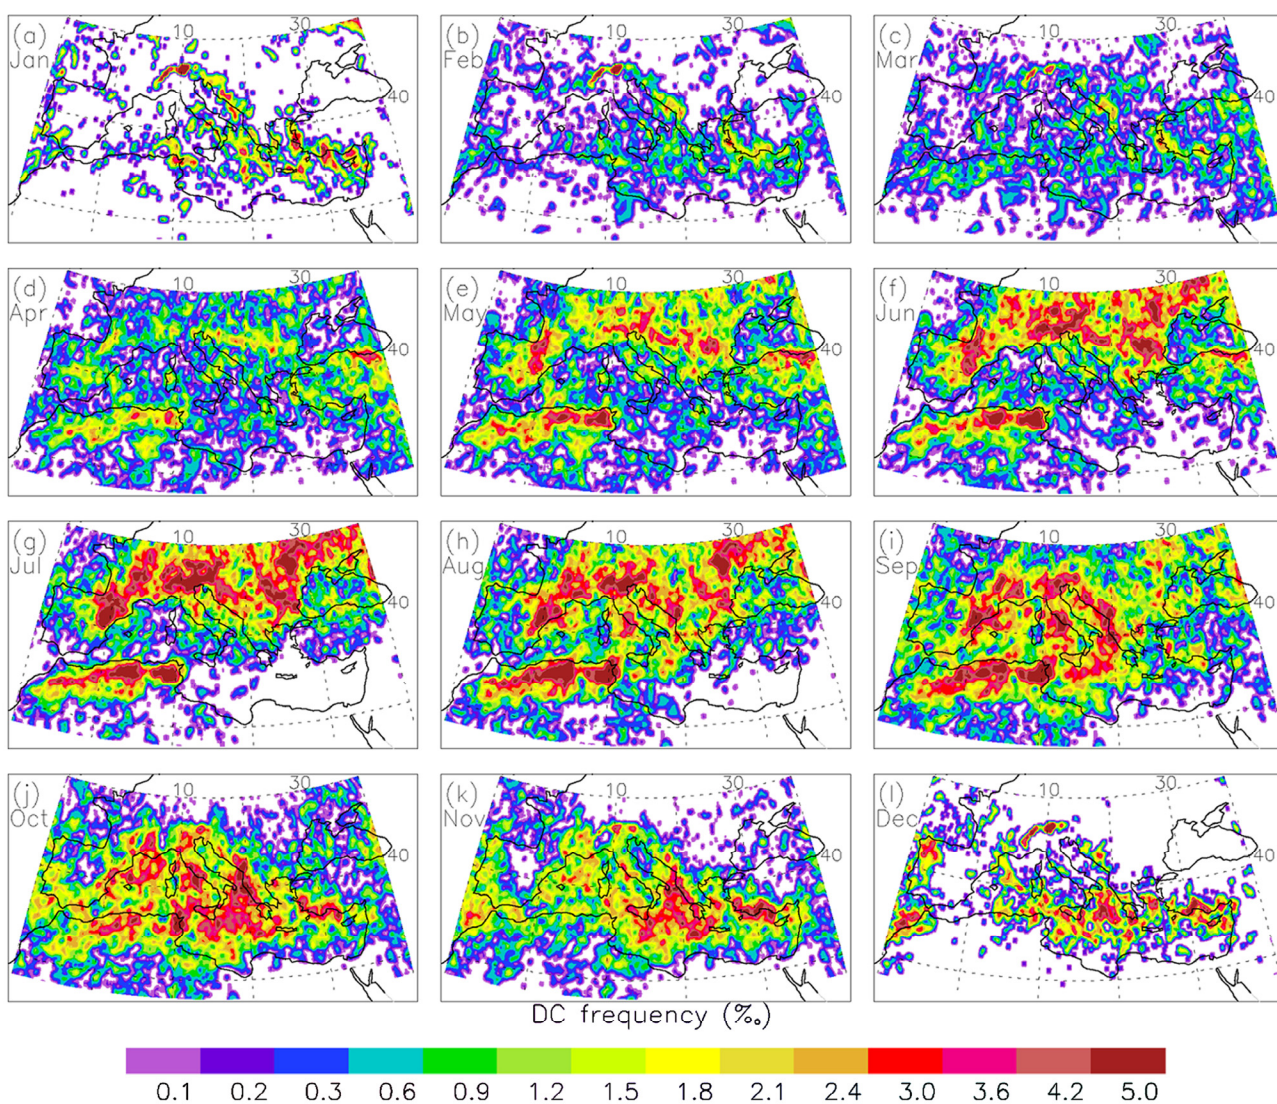 (a) 10 30
Jan
40
(b) 10 30
Feb
40
(c) 10 30
Mar
40
(d) 10 30
Apr
40
(e) 10 30
May
40
(f) 10 30
Jun
40
(g) 10 30
Jul
40
(h) 10 30
Aug
40
(i) 10 30
Sep
40
(j) 10 30
Oct
40
(k) 10 30
Nov
40
(l) 10 30
Dec
40
DC frequency (‰)
0.1 0.2 0.3 0.6 0.9 1.2 1.5 1.8 2.1 2.4 3.0 3.6 4.2 5.0